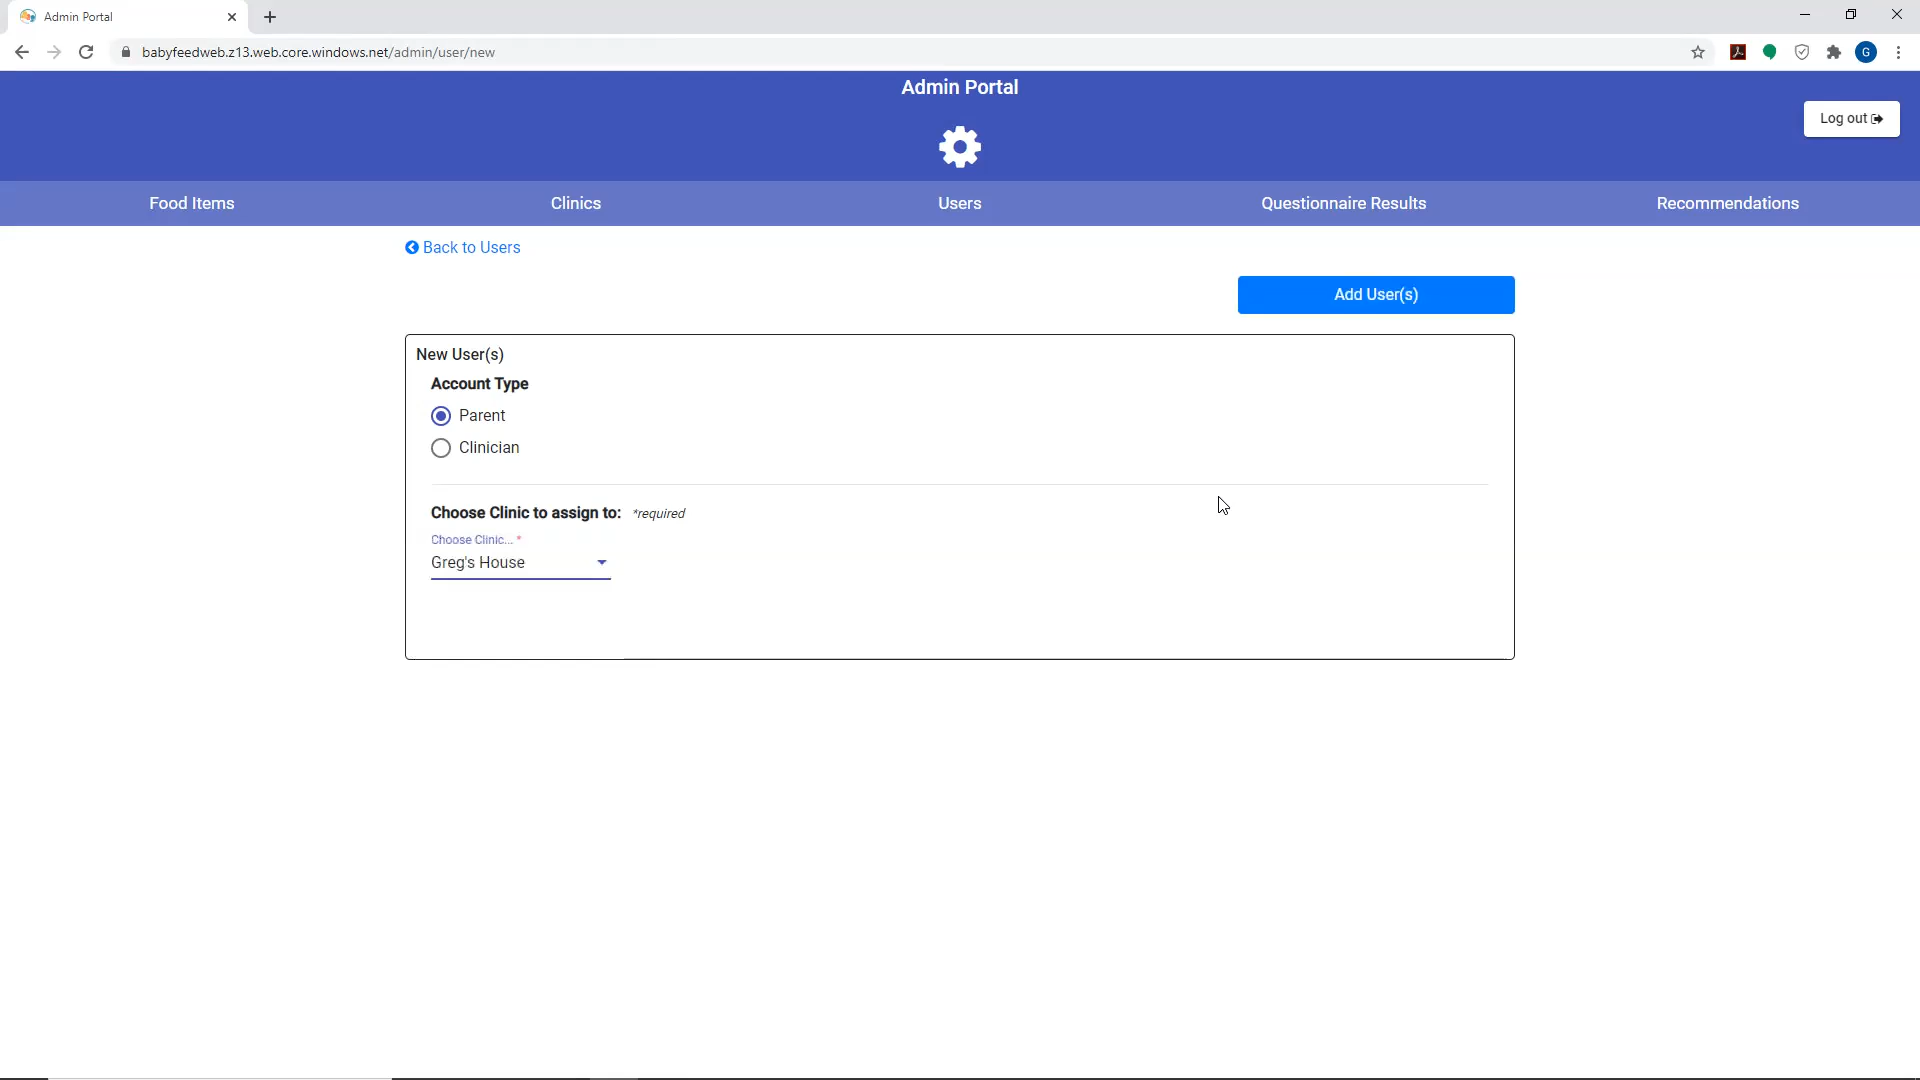 Admin Portal
babyfeedweb.z13.web.core.windows.net/admin/user/new
G
Admin Portal
Log out
Food Items
Clinics
Users
Questionnaire Results
Recommendations
Back to Users
Add User(s)
New User(s)
Account Type
Parent
Clinician
Choose Clinic to assign to: *required
Choose Clinic... *
Greg's House